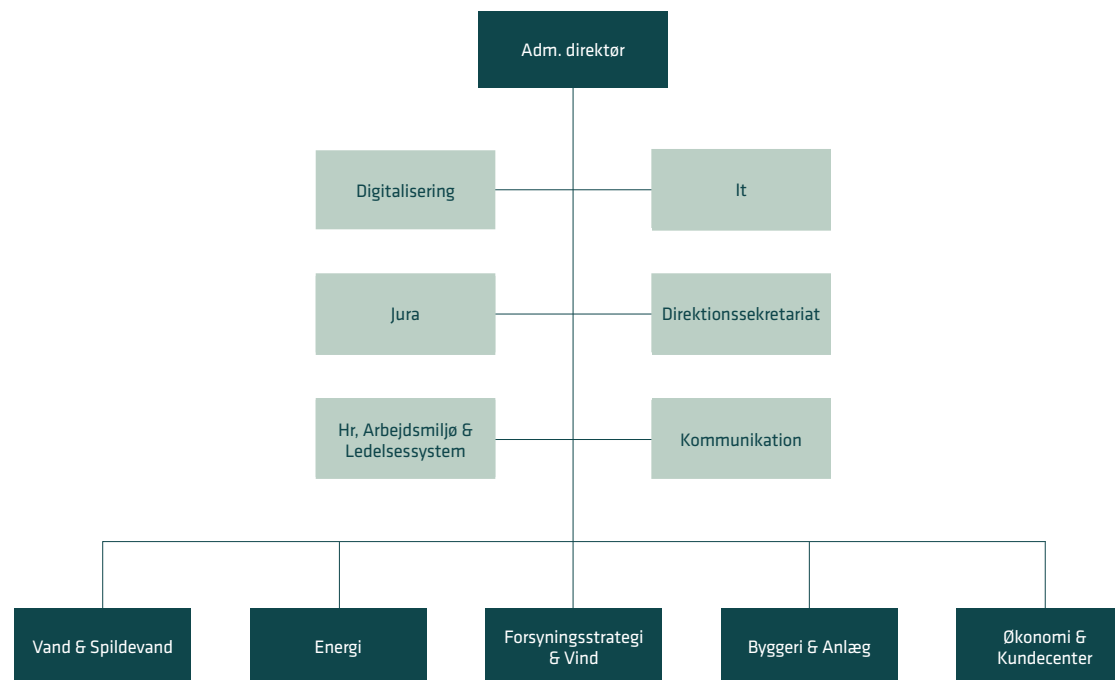 Adm. direktør
Digitalisering
It
Jura
Direktionssekretariat
Hr, Arbejdsmiljø &
Ledelsessystem
Kommunikation
Vand & Spildevand
Energi
Forsyningsstrategi
& Vind
Byggeri & Anlæg
Økonomi &
Kundecenter